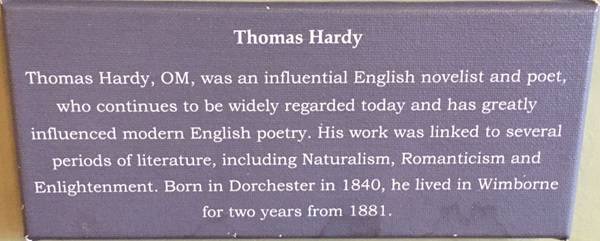 Thomas Hardy
Thomas Hardy, OM, was an influential English novelist and poet,
who continues to be widely regarded today and has greatly
influenced modern English poetry. His work was linked to several
periods of literature, including Naturalism, Romanticism and
Enlightenment. Born in Dorchester in 1840, he lived in Wimborne
for two years from 1881.